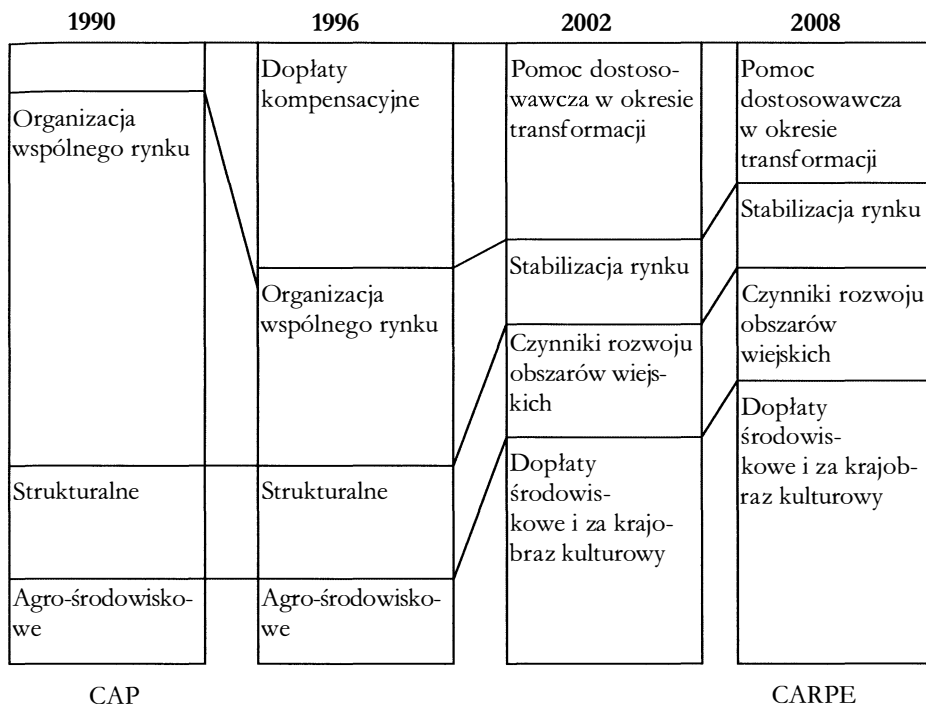 1990
1996
2002
2008
Organizacja
wspólnego rynku
Strukturalne
Agro-środowisko-
we
Dopłaty
kompensacyjne
Organizacja
wspólnego rynku
Strukturalne
Agro-środowisko-
we
Pomoc dostoso-
wawcza w okresie
transformacji
Stabilizacja rynku
Czynniki rozwoju
obszarów wiejs-
kich
Dopłaty
środowis-
kowe i za krajo-
braz kulturowy
Pomoc
dostosowawcza
w okresie
transformacji
Stabilizacja rynku
Czynniki rozwoju
obszarów
wiejskich
Dopłaty
środowis-
kowe i za krajob-
raz kulturowy
CAP
CARPE